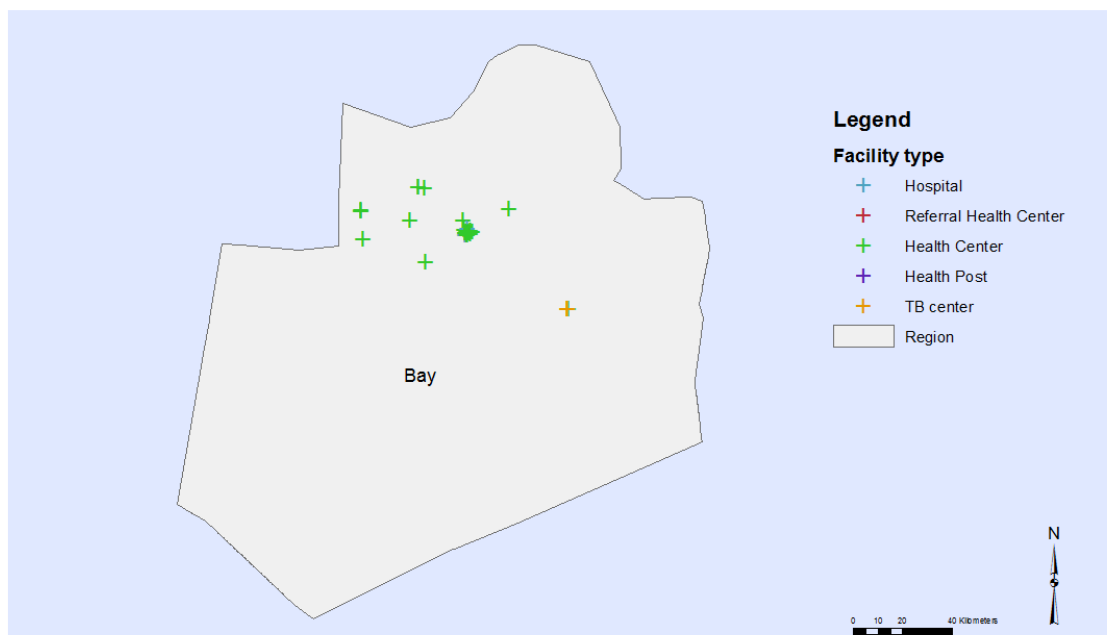 Legend
Facility type
Hospital
Referral Health Center
Health Center
Health Post
TB center
Region
Bay
N
0 10 20 40 Kilometers